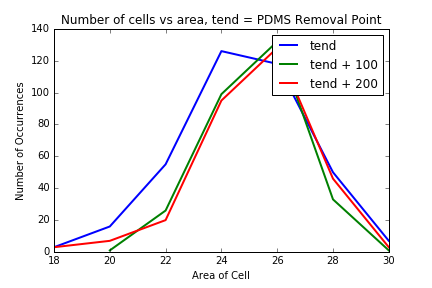 Number of cells vs area, tend = PDMS Removal Point
Number of Occurrences
140
120
100
80
60
40
20
0
tend
tend + 100
tend + 200
18 20 22 24 26 28 30
Area of Cell